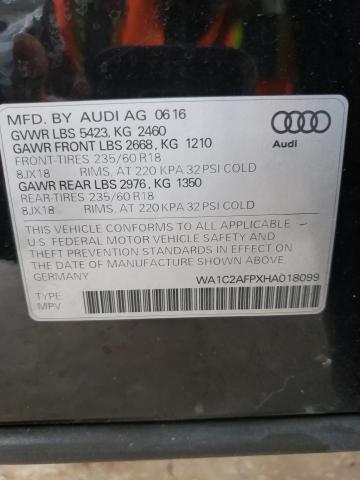 MFD. BY AUDI AG 0616
GVWR LBS 5423, KG 2460
GAWR FRONT LBS 2668, KG 1210
FRONT-TIRES 235/60 R18
8JX18 RIMS, AT 220 KPA 32 PSI COLD
GAWR REAR LBS 2976, KG 1350
REAR-TIRES 235/60 R18
8JX18 RIMS, AT 220 KPA 32 PSI COLD
Audi
THIS VEHICLE CONFORMS TO ALL APPLICABLE
U.S. FEDERAL MOTOR VEHICLE SAFETY, BUMPER AND
THEFT PREVENTION STANDARDS IN EFFECT ON
THE DATE OF MANUFACTURE SHOWN ABOVE.
GERMANY
WA1C2AFPXHA018099
TYPE:
MPV